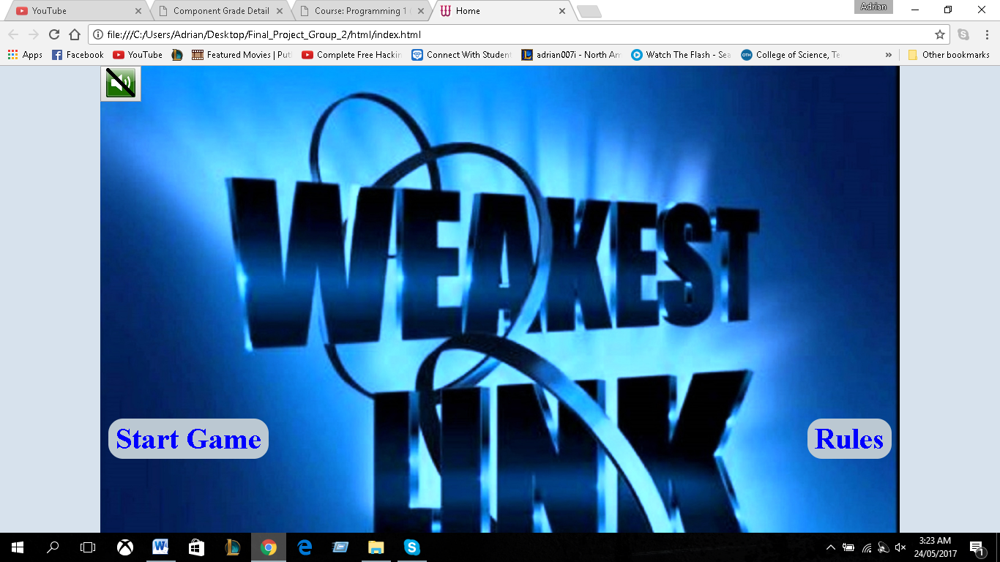 YouTube
Component Grade Detail
Course: Programming 1 (
Home
Adrian
file:///C:/Users/Adrian/Desktop/Final_Project_Group_2/html/index.html
Apps
Facebook
YouTube
Featured Movies | Put
Complete Free Hackin
Connect With Student
adrian007i - North Am
Watch The Flash - Sea
OTH
College of Science, Te
»
Other bookmarks
WEAKEST
LINK
Start Game
Rules
3:23 AM
24/05/2017
1